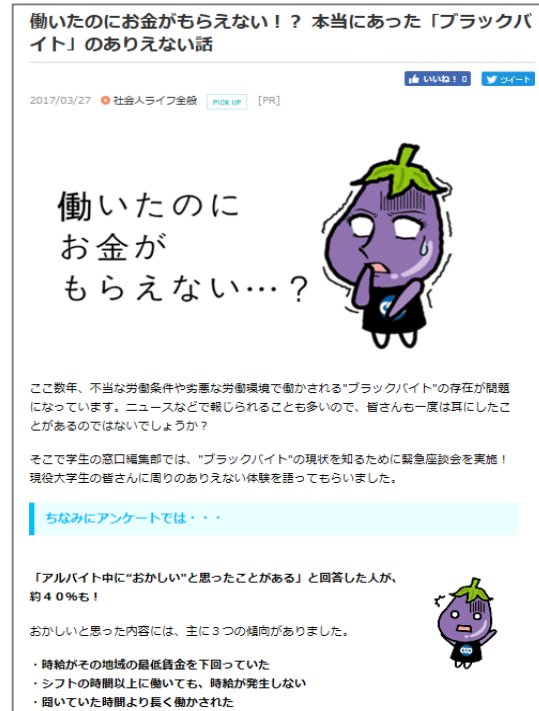 働いたのにお金がもらえない！？ 本当にあった「ブラックバ
イト」のありえない話
いいね！ 0 ツイート
2017/03/27 社会人ライフ全般 PICK UP [PR]
働いたのに
お金が
もらえない…？
ここ数年、不当な労働条件や劣悪な労働環境で働かされる"ブラックバイト"の存在が問題
になっています。ニュースなどで報じられることも多いので、皆さんも一度は耳にしたこ
とがあるのではないでしょうか？
そこで学生の窓口編集部では、"ブラックバイト"の現状を知るために緊急座談会を実施！
現役大学生の皆さんに周りのありえない体験を語ってもらいました。
ちなみにアンケートでは・・・
「アルバイト中に“おかしい”と思ったことがある」と回答した人が、
約４０％も！
おかしいと思った内容には、主に３つの傾向がありました。
・時給がその地域の最低賃金を下回っていた
・シフトの時間以上に働いても、時給が発生しない
・聞いていた時間より長く働かされた